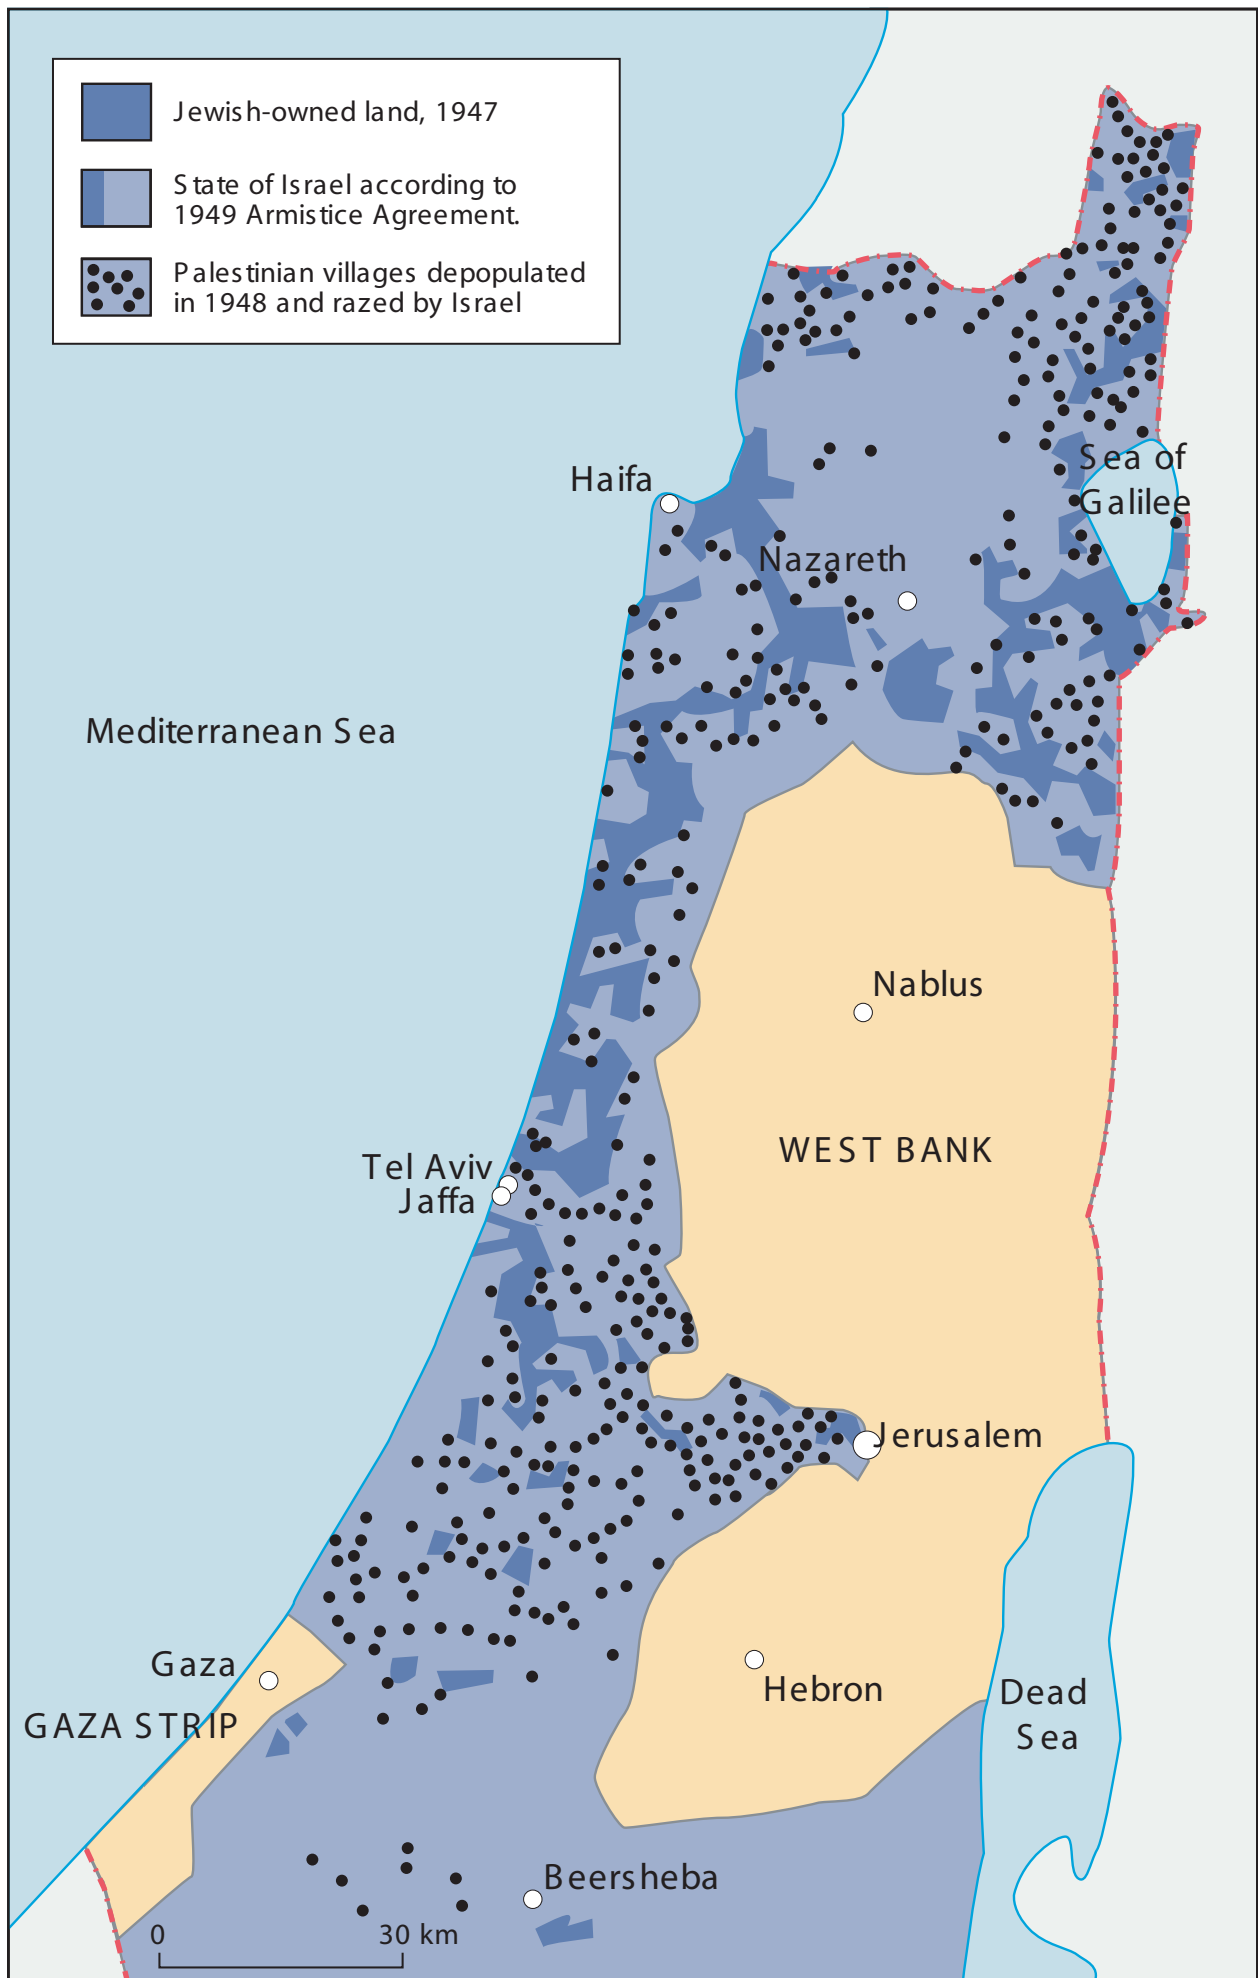 Jewish-owned land, 1947
State of Israel according to
1949 Armistice Agreement.
Palestinian villages depopulated
in 1948 and razed by Israel
Sea of
Galilee
Haifa
Nazareth
Mediterranean Sea
Nablus
WEST BANK
Tel Aviv
Jaffa
Jerusalem
Gaza
Hebron
GAZA STRIP
Dead
Sea
Beersheba
0 30 km